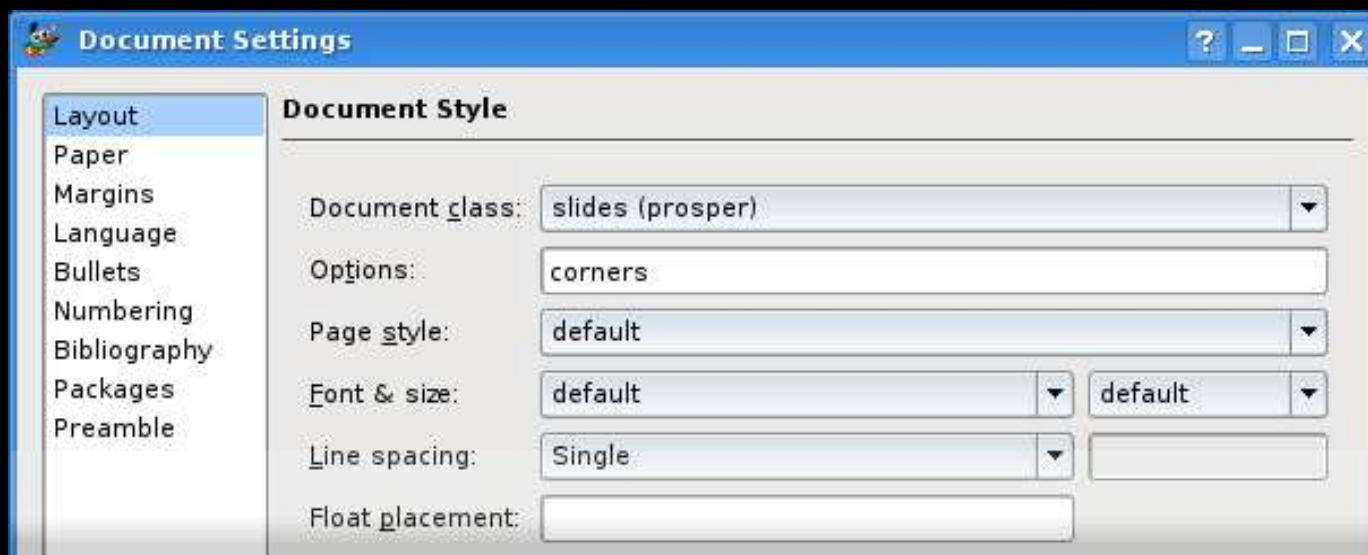 Document Settings
Layout
Paper
Margins
Language
Bullets
Numbering
Bibliography
Packages
Preamble
Document Style
Document class: slides (prosper)
Options: corners
Page style: default
Font & size: default default
Line spacing: Single
Float placement: